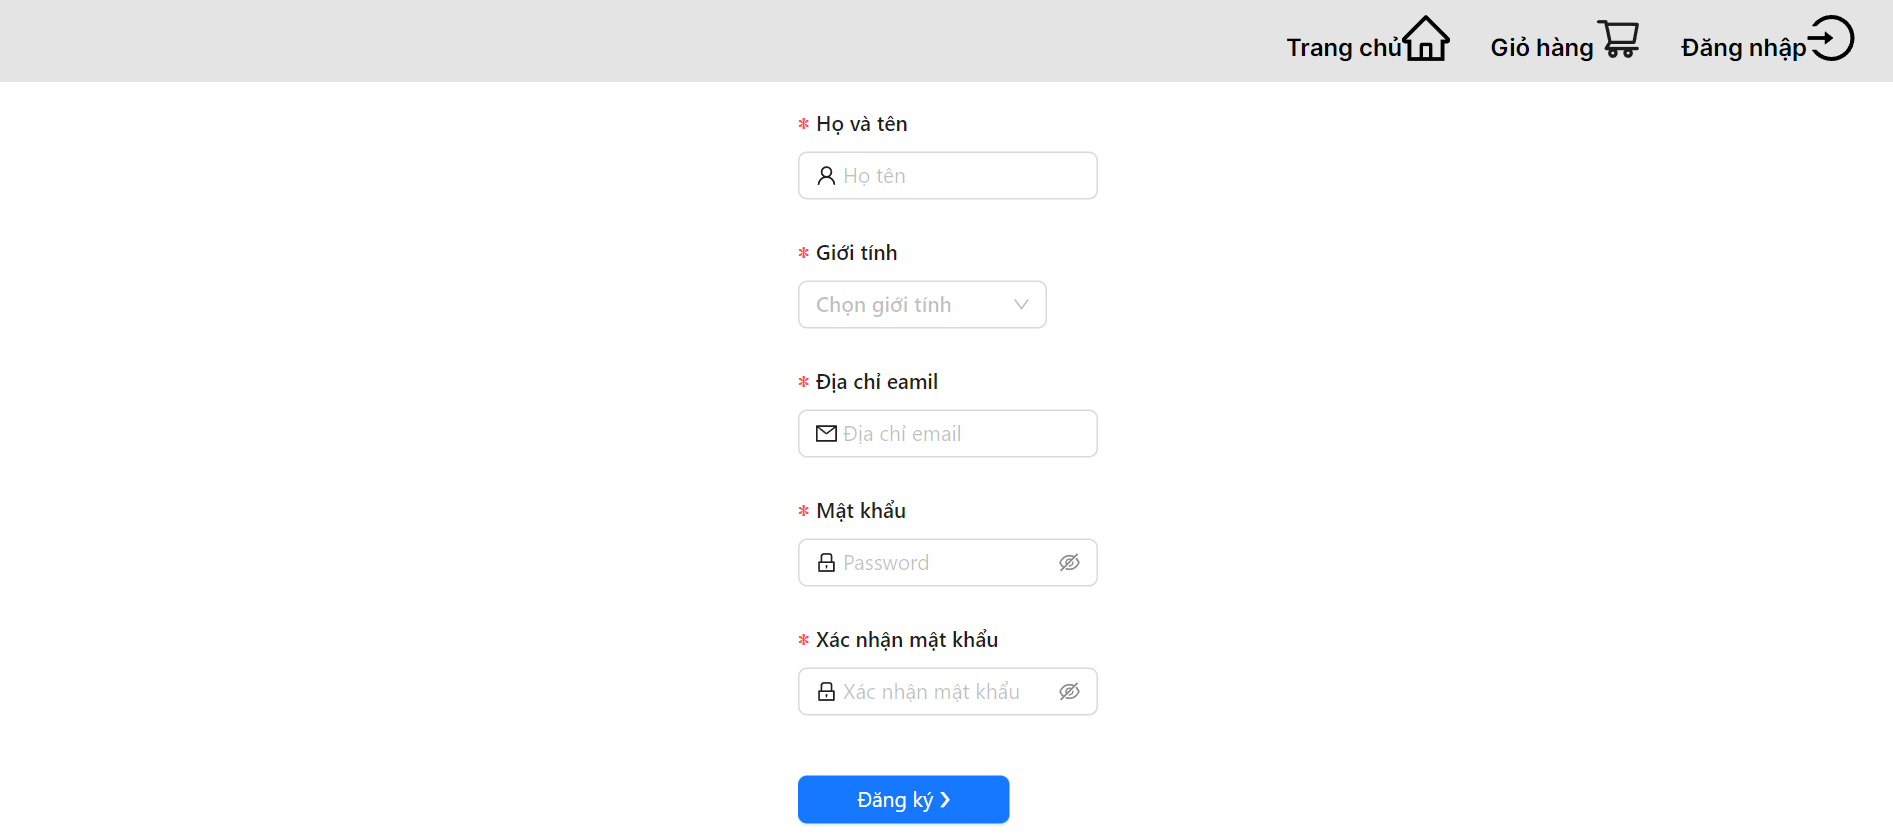 Trang chủ Giỏ hàng Đăng nhập
* Họ và tên
Họ tên
* Giới tính
Chọn giới tính
* Địa chỉ eamil
Địa chỉ email
* Mật khẩu
Password
* Xác nhận mật khẩu
Xác nhận mật khẩu
Đăng ký ❯